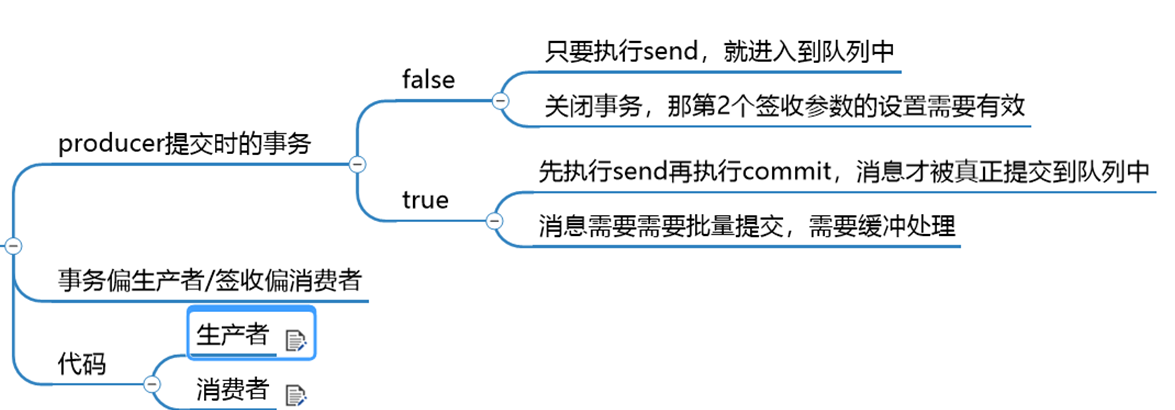 false
只要执行send，就进入到队列中
关闭事务，那第2个签收参数的设置需要有效
producer提交时的事务
true
先执行send再执行commit，消息才被真正提交到队列中
消息需要需要批量提交，需要缓冲处理
事务偏生产者/签收偏消费者
代码
生产者
消费者